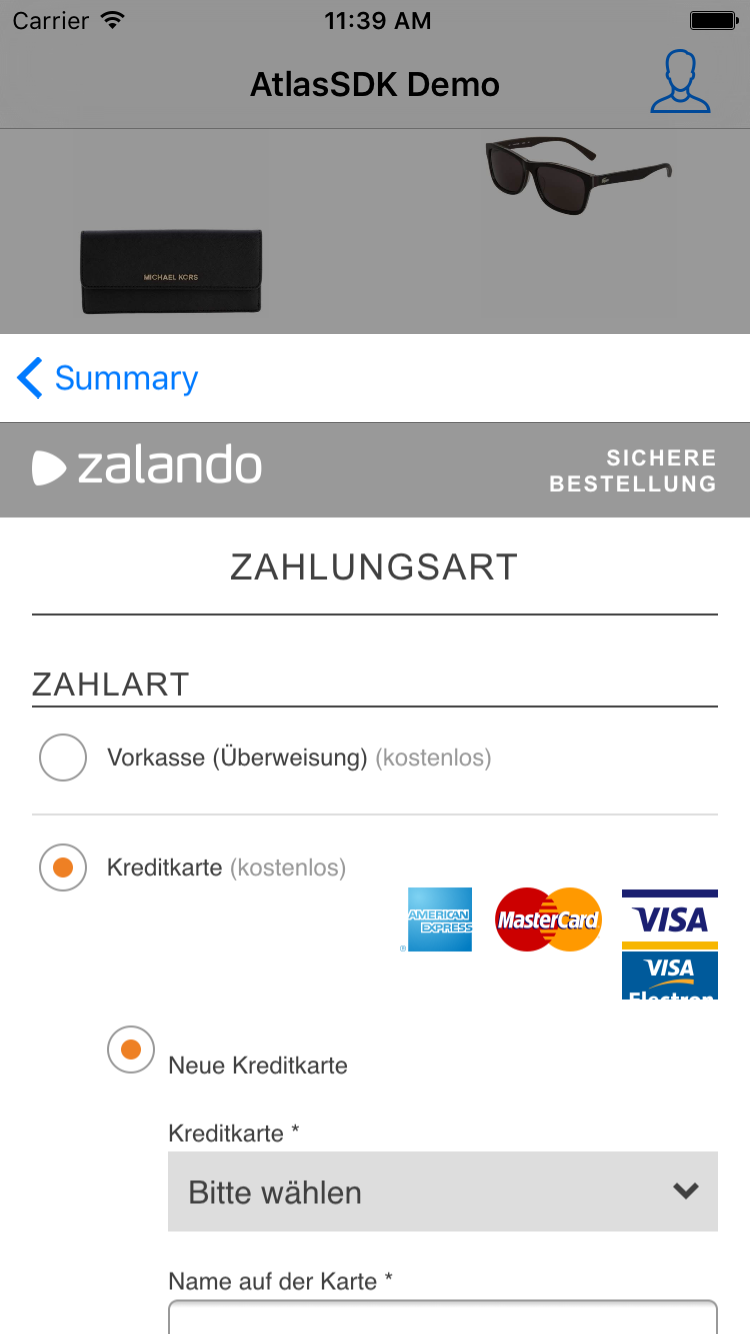 Carrier 11:39 AM
AtlasSDK Demo
MICHAEL KORS
Summary
zalando
SICHERE
BESTELLUNG
ZAHLUNGSART
ZAHLART
Vorkasse (Überweisung) (kostenlos)
Kreditkarte (kostenlos)
AMERICAN
EXPRESS
®
MasterCard
VISA
VISA
Electron
Neue Kreditkarte
Kreditkarte *
Bitte wählen
Name auf der Karte *